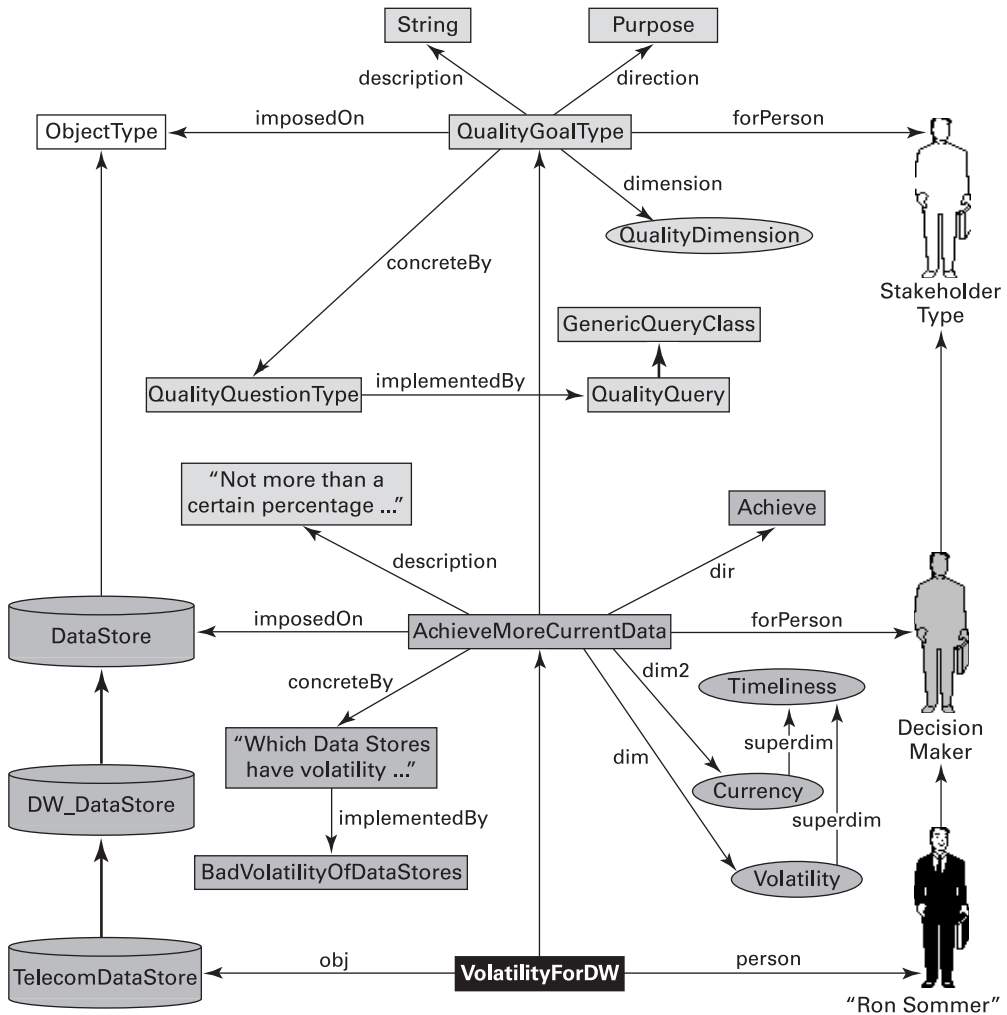 String
Purpose
description
direction
ObjectType
imposedOn
QualityGoalType
forPerson
dimension
QualityDimension
concreteBy
Stakeholder
Type
GenericQueryClass
QualityQuestionType
implementedBy
QualityQuery
“Not more than a
certain percentage ...”
Achieve
description
dir
DataStore
imposedOn
AchieveMoreCurrentData
forPerson
concreteBy
dim2
Timeliness
“Which Data Stores
have volatility ...”
dim
superdim
Decision
Maker
DW_DataStore
Currency
implementedBy
superdim
BadVolatilityOfDataStores
Volatility
TelecomDataStore
obj
VolatilityForDW
person
“Ron Sommer”